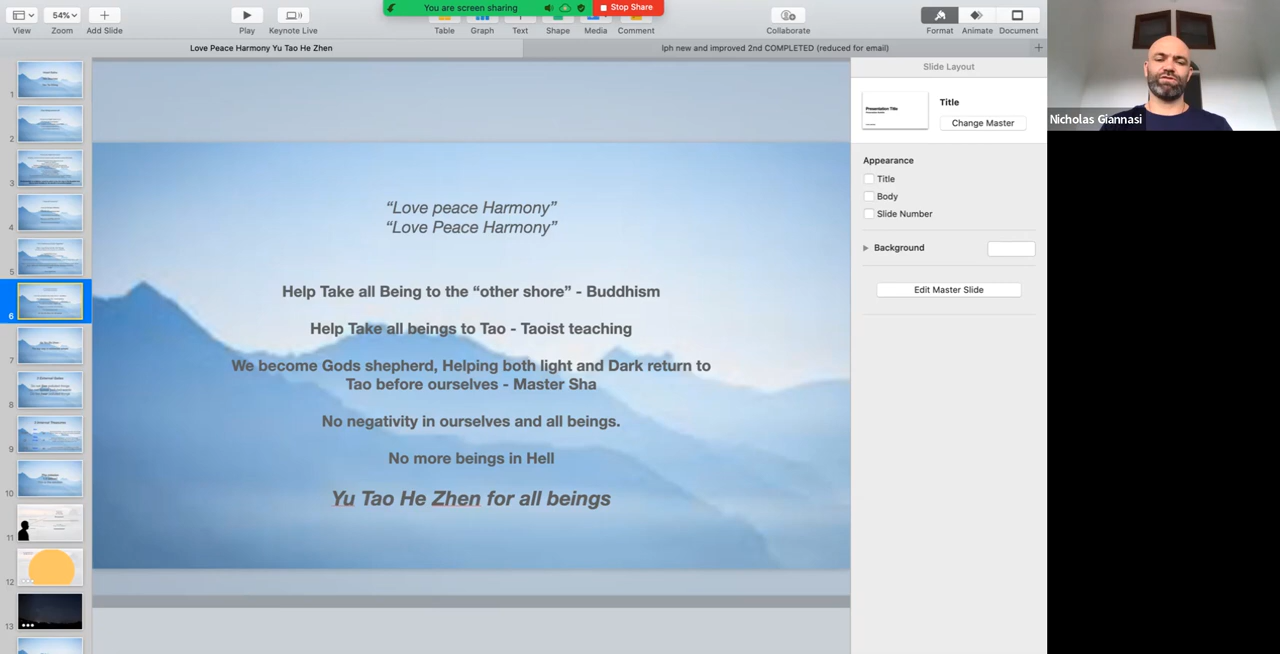 You are screen sharing
Stop Share
View
54%
Zoom
Add Slide
Play
Keynote Live
Table
Graph
Text
Shape
Media
Comment
Collaborate
Format
Animate
Document
Love Peace Harmony Yu Tao He Zhen
lph new and improved 2nd COMPLETED (reduced for email)
1
2
3
4
5
6
7
8
9
10
11
12
13
“Love peace Harmony”
“Love Peace Harmony”
Help Take all Being to the “other shore” - Buddhism
Help Take all beings to Tao - Taoist teaching
We become Gods shepherd, Helping both light and Dark return to
Tao before ourselves - Master Sha
No negativity in ourselves and all beings.
No more beings in Hell
Yu Tao He Zhen for all beings
Slide Layout
Presentation Title
Title
Change Master
Appearance
Title
Body
Slide Number
Background
Edit Master Slide
Nicholas Giannasi